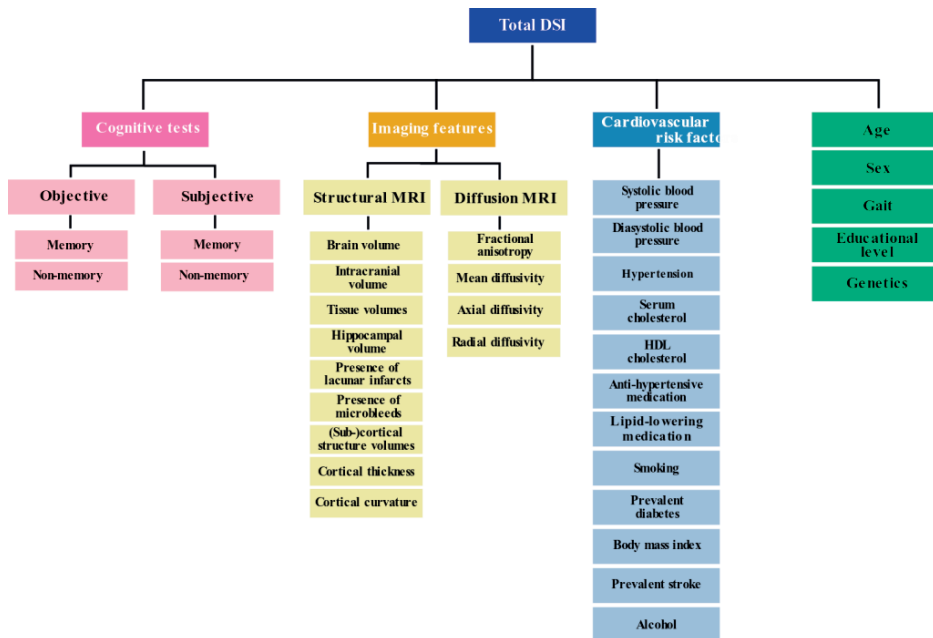 Total DSI
Cognitive tests
Imaging features
Cardiovascular
risk facto
Age
Sex
Gait
Educational
level
Genetics
Objective
Subjective
Memory
Non-memory
Memory
Non-memory
Structural MRI
Diffusion MRI
Brain volume
Intracranial
volume
Tissue volumes
Hippocampal
volume
Presence of
lacunar infarcts
Presence of
microbleeds
(Sub-)cortical
structure volumes
Cortical thickness
Cortical curvature
Fractional
anisotropy
Mean diffusivity
Axial diffusivity
Radial diffusivity
Systolic blood
pressure
Diasystolic blood
pressure
Hypertension
Serum
cholesterol
HDL
cholesterol
Anti-hypertensive
medication
Lipid-lowering
medication
Smoking
Prevalent
diabetes
Body mass index
Prevalent stroke
Alcohol